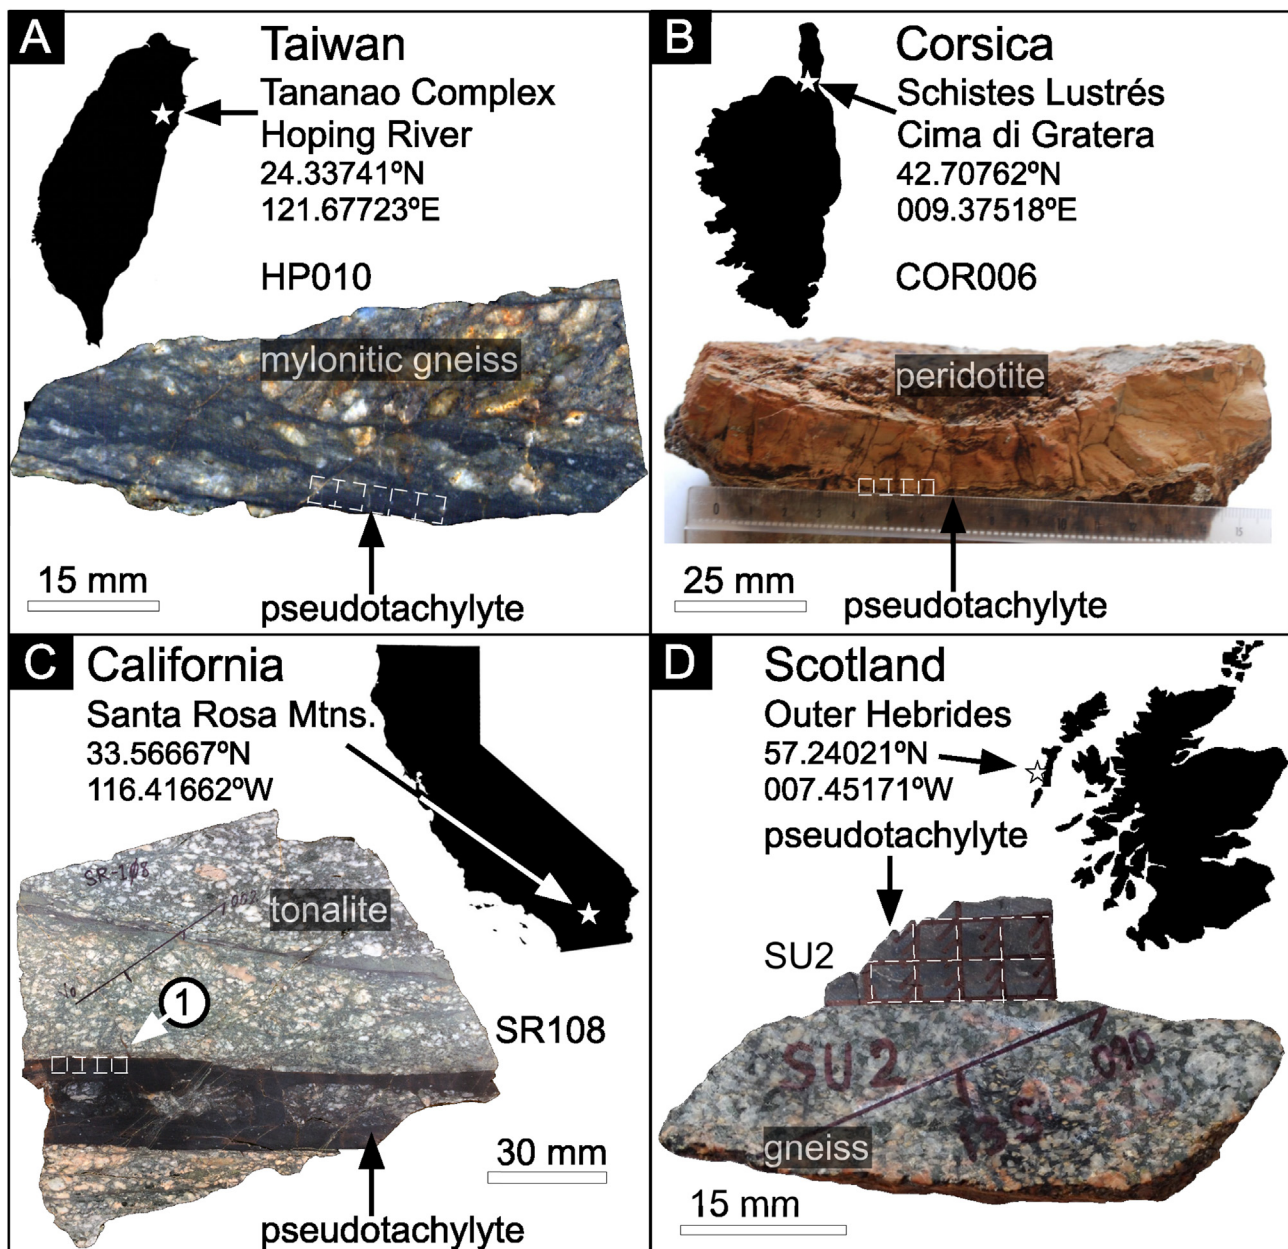 A
Taiwan
Tananao Complex
Hoping River
24.33741ºN
121.67723ºE
HP010
mylonitic gneiss
15 mm
pseudotachylyte
B
Corsica
Schistes Lustrés
Cima di Gratera
42.70762ºN
009.37518ºE
COR006
peridotite
25 mm
pseudotachylyte
C
California
Santa Rosa Mtns.
33.56667ºN
116.41662ºW
SR-108
tonalite
1
SR108
30 mm
pseudotachylyte
D
Scotland
Outer Hebrides
57.24021ºN
007.45171ºW
pseudotachylyte
SU2
SU2
090
gneiss
15 mm